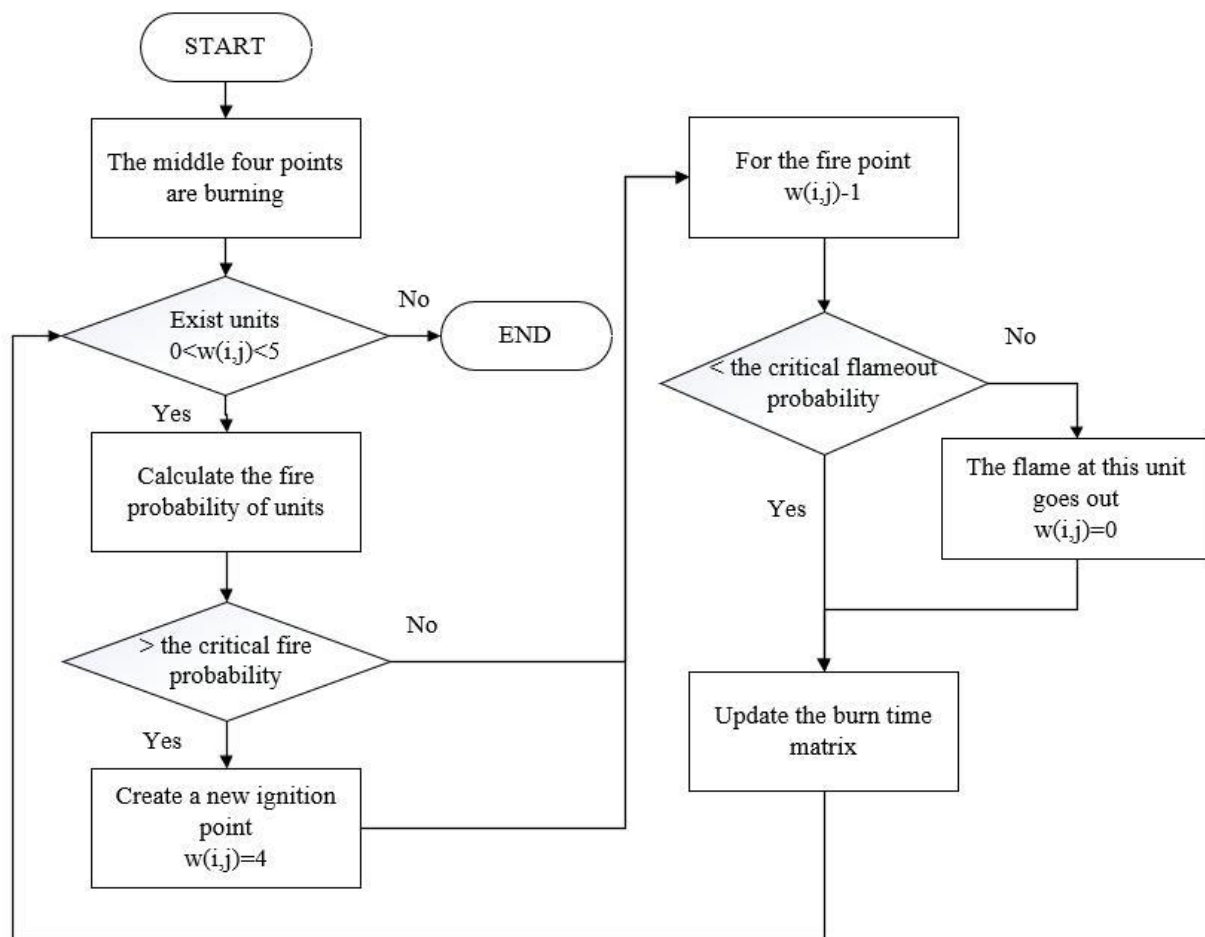 START
The middle four points
are burning
Exist units
0<w(i,j)<5
No
END
Yes
Calculate the fire
probability of units
> the critical fire
probability
No
Yes
Create a new ignition
point
w(i,j)=4
For the fire point
w(i,j)-1
< the critical flameout
probability
No
Yes
The flame at this unit
goes out
w(i,j)=0
Update the burn time
matrix